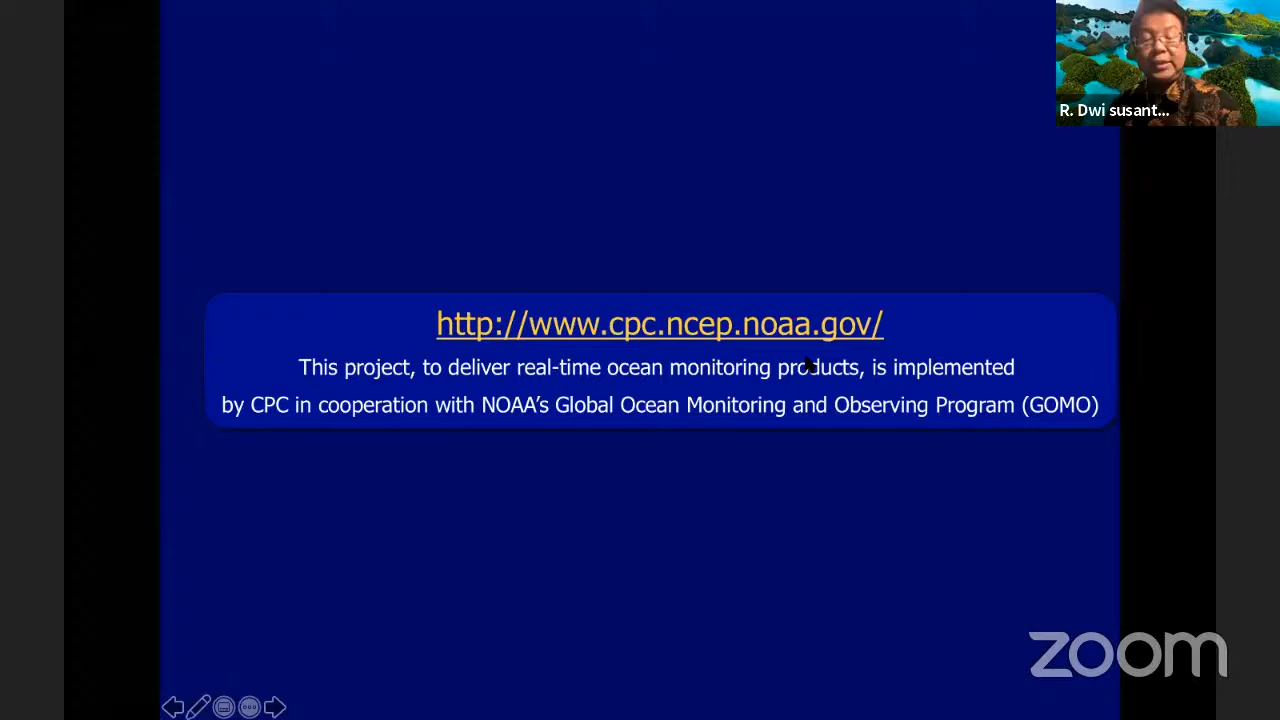 R. Dwi susant...
http://www.cpc.ncep.noaa.gov/
This project, to deliver real-time ocean monitoring products, is implemented
by CPC in cooperation with NOAA’s Global Ocean Monitoring and Observing Program (GOMO)
zoom